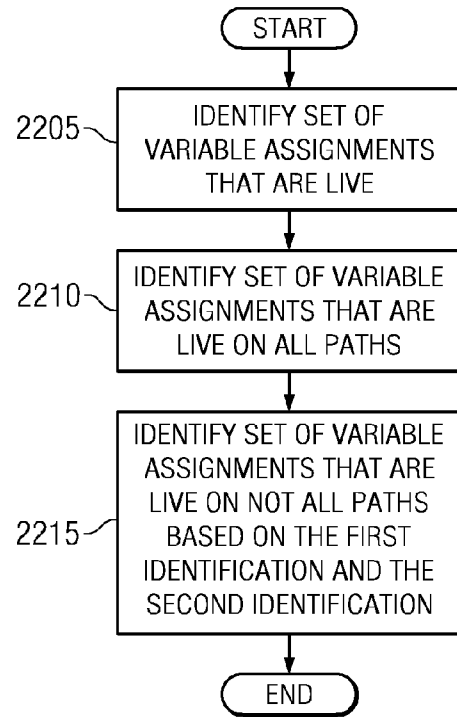 START
2205
IDENTIFY SET OF
VARIABLE ASSIGNMENTS
THAT ARE LIVE
2210
IDENTIFY SET OF VARIABLE
ASSIGNMENTS THAT ARE
LIVE ON ALL PATHS
2215
IDENTIFY SET OF VARIABLE
ASSIGNMENTS THAT ARE
LIVE ON NOT ALL PATHS
BASED ON THE FIRST
IDENTIFICATION AND THE
SECOND IDENTIFICATION
END